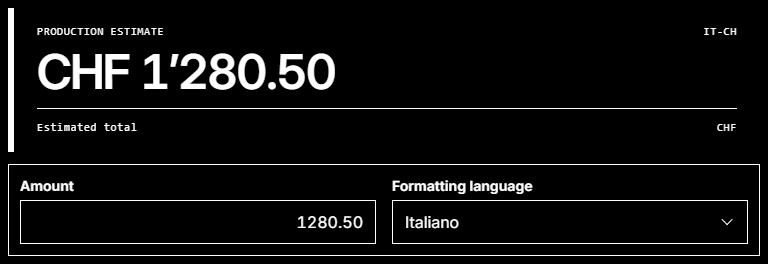 PRODUCTION ESTIMATE IT-CH
CHF 1’280.50
Estimated total CHF
Amount Formatting language
1280.50 Italiano